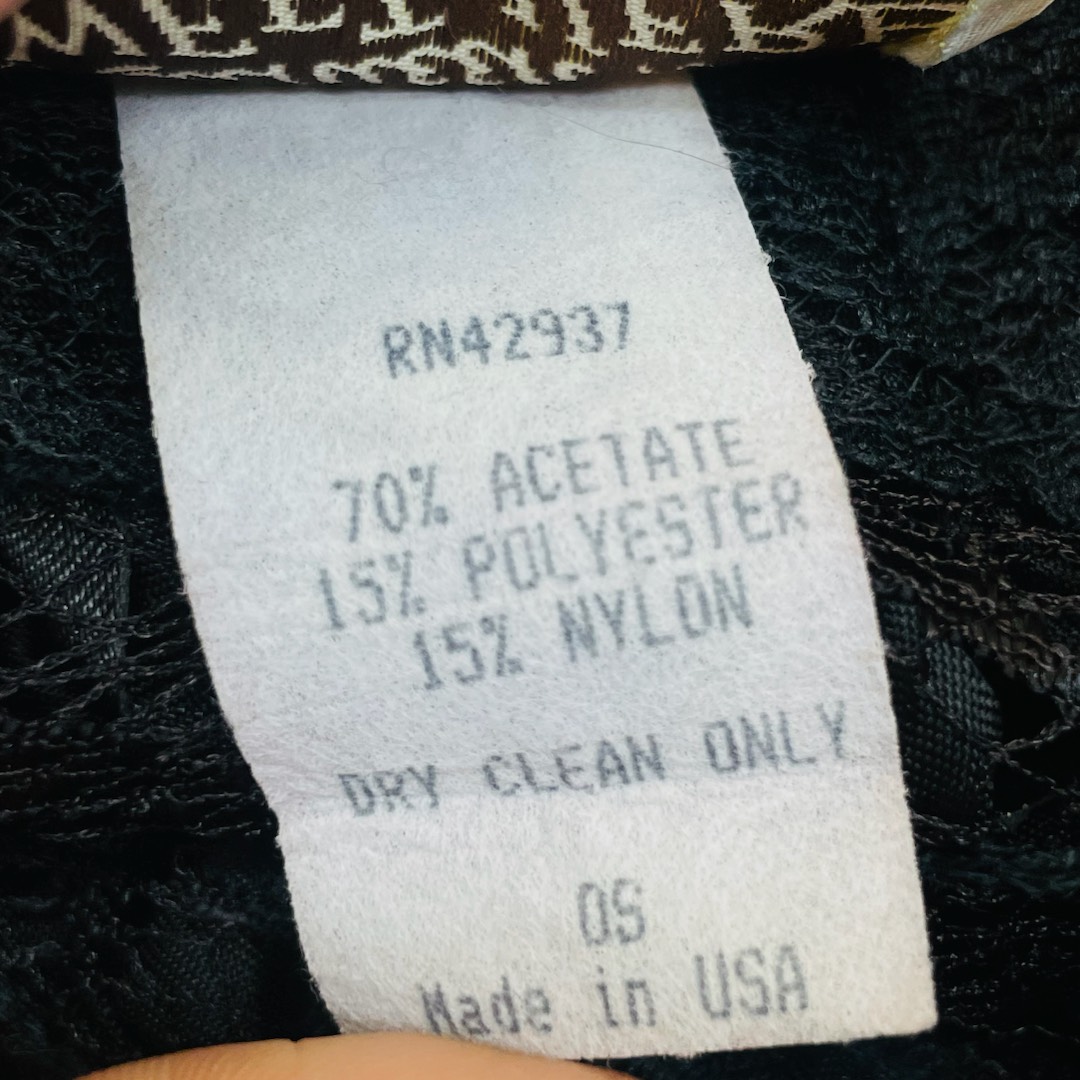 RN42937
70% ACETATE
15% POLYESTER
15% NYLON
DRY CLEAN ONLY
OS
Made in USA